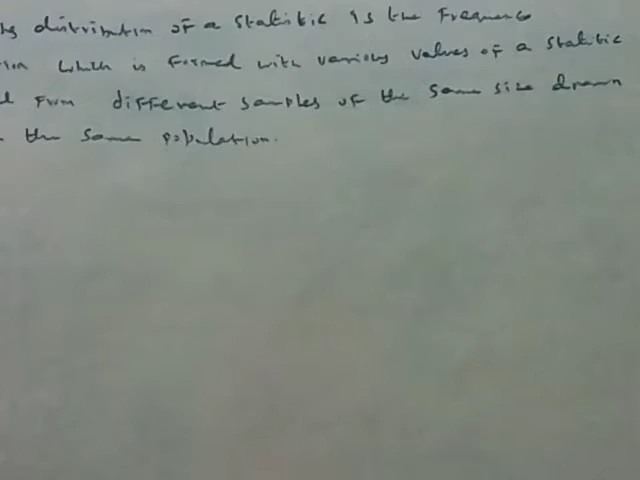 distribution of a statistic is the frequency
which is formed with various values of a statistic
from different samples of the same size drawn
the same population.